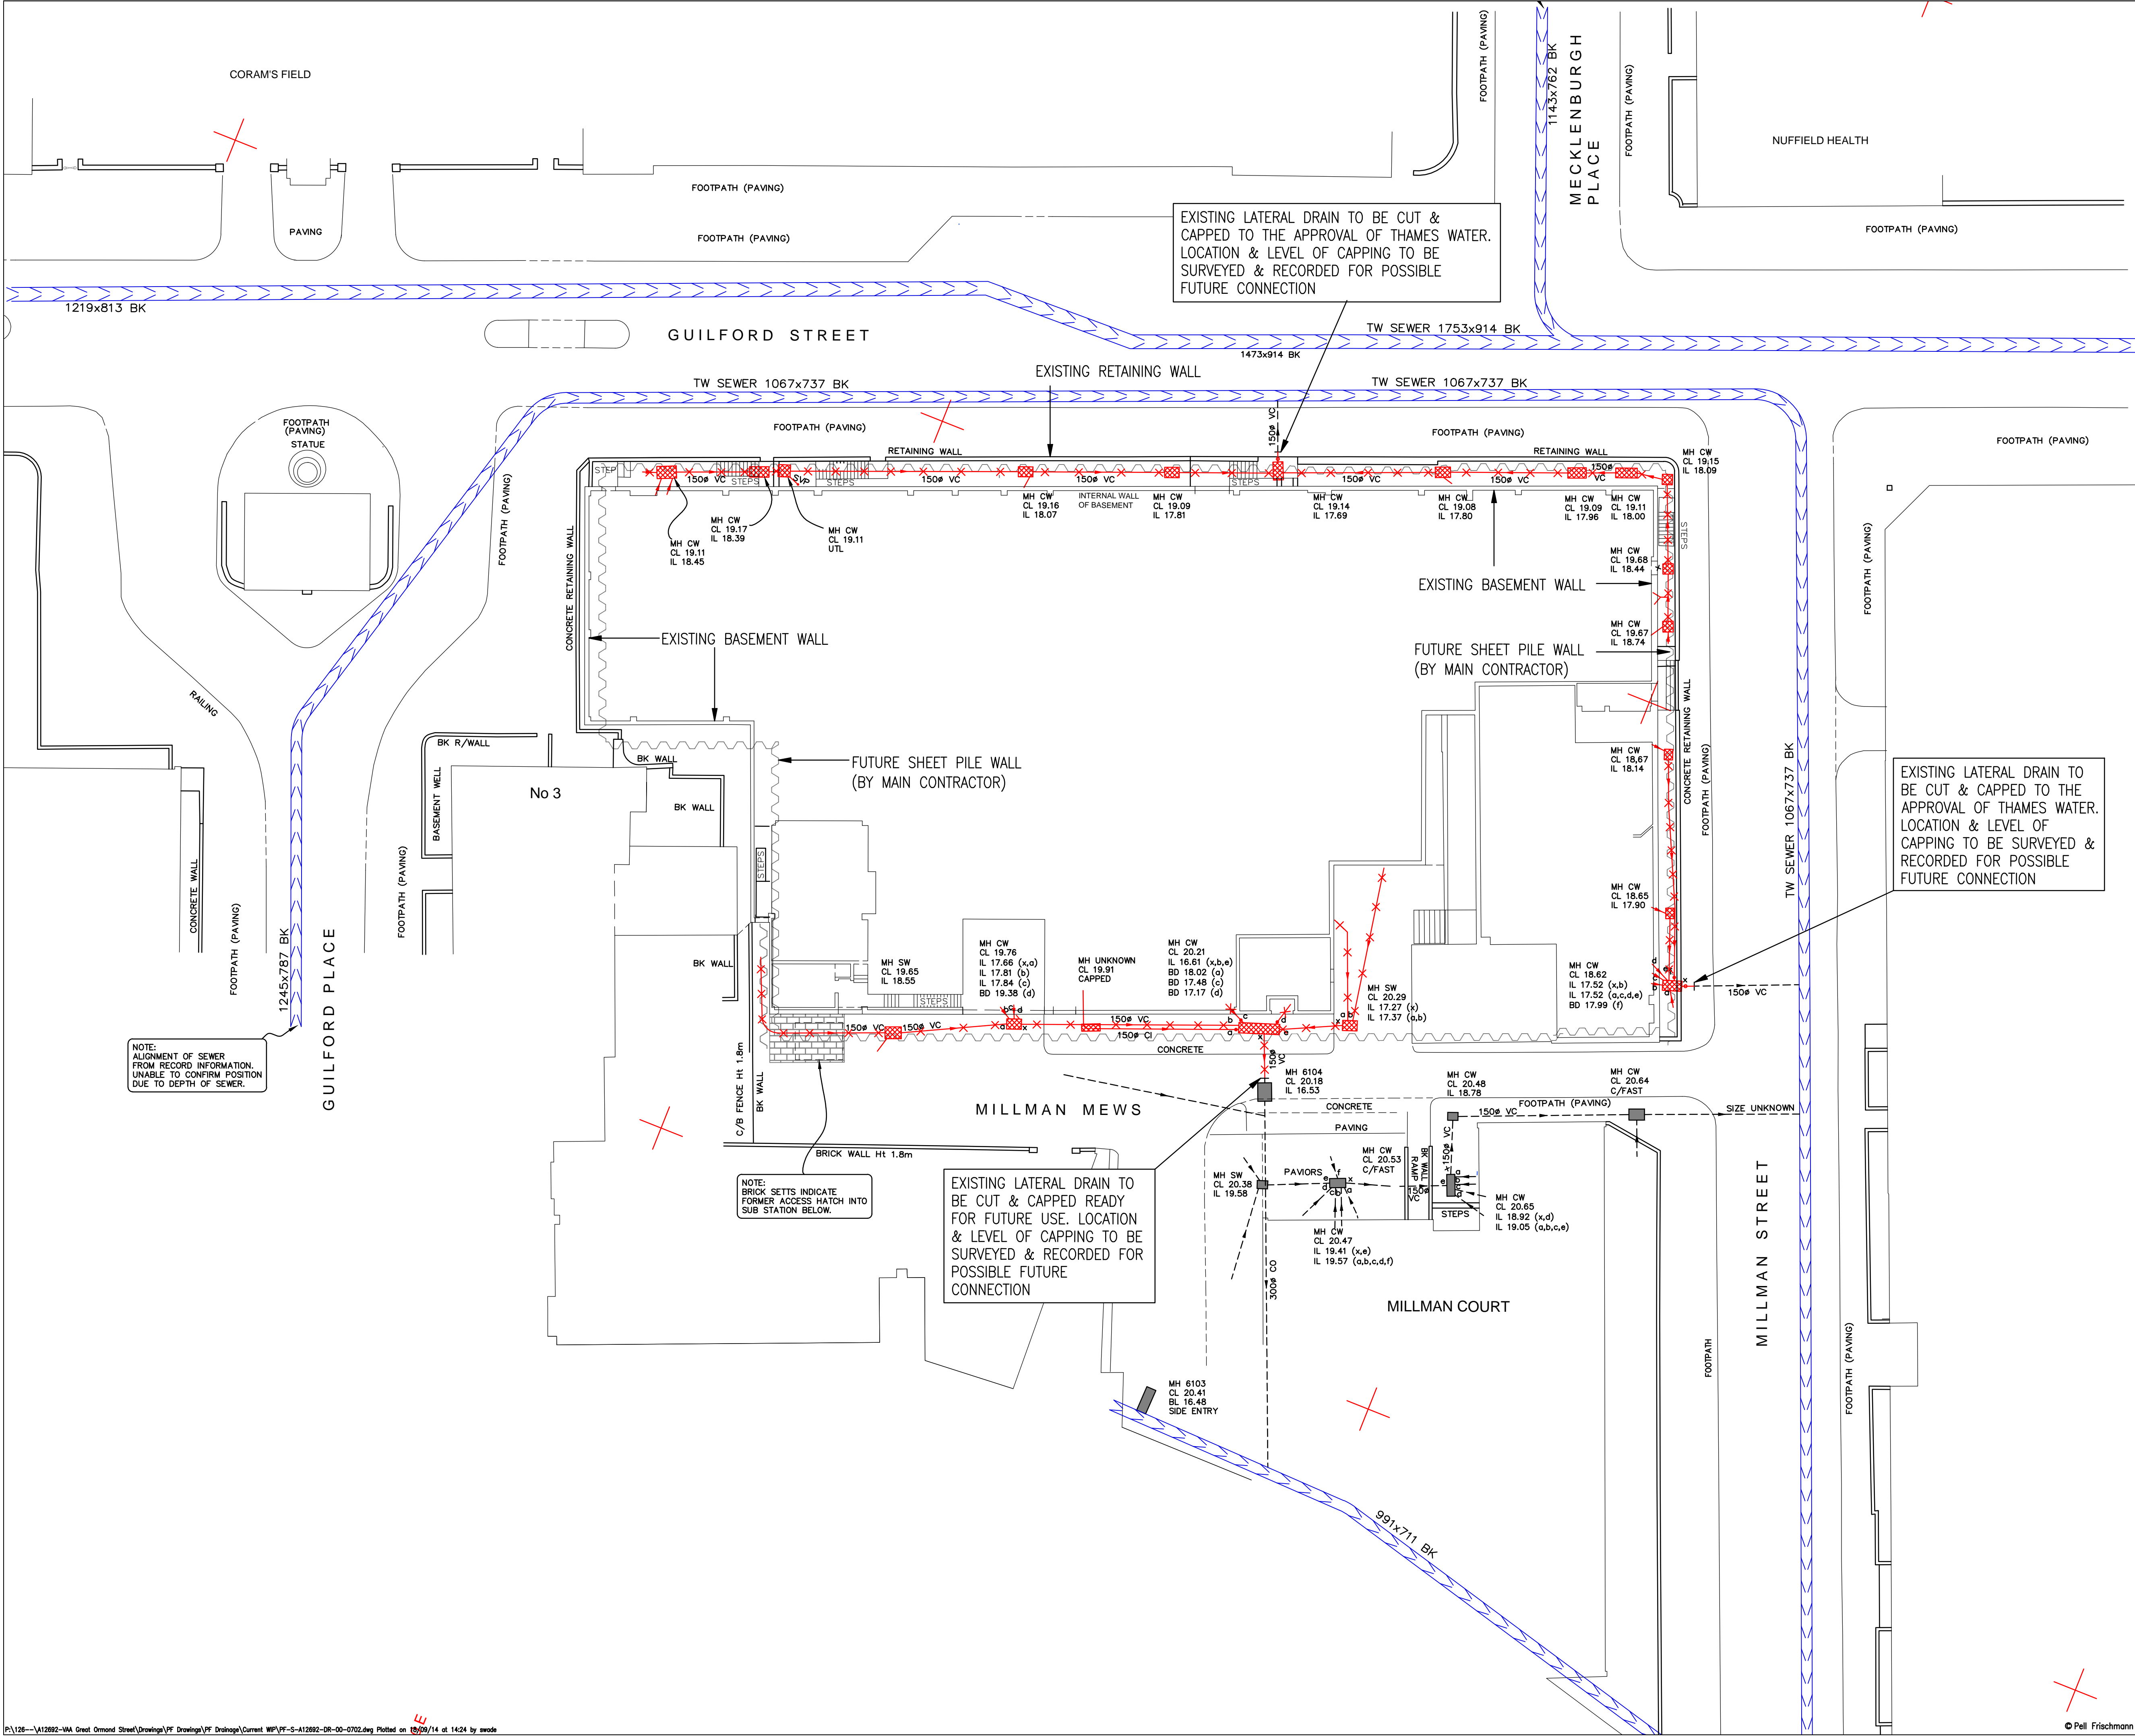 CORAM'S FIELD
FOOTPATH (PAVING)
1143x762 BK
MECKLENBURGH
PLACE
FOOTPATH (PAVING)
NUFFIELD HEALTH
FOOTPATH (PAVING)
PAVING
FOOTPATH (PAVING)
FOOTPATH (PAVING)
EXISTING LATERAL DRAIN TO BE CUT &
CAPPED TO THE APPROVAL OF THAMES WATER.
LOCATION & LEVEL OF CAPPING TO BE
SURVEYED & RECORDED FOR POSSIBLE
FUTURE CONNECTION
1219x813 BK
GUILFORD STREET
TW SEWER 1753x914 BK
1473x914 BK
EXISTING RETAINING WALL
TW SEWER 1067x737 BK
TW SEWER 1067x737 BK
FOOTPATH
(PAVING)
STATUE
FOOTPATH (PAVING)
150ø VC
FOOTPATH (PAVING)
FOOTPATH (PAVING)
RETAINING WALL
RETAINING WALL
MH CW
CL 19,15
IL 18.09
STEP
150ø VC
STEPS
SVP
STEPS
150ø VC
150ø VC
STEPS
150ø VC
150ø VC
150ø
VC
MH CW
CL 19.11
IL 18.45
MH CW
CL 19.17
IL 18.39
MH CW
CL 19.11
UTL
MH CW
CL 19.16
IL 18.07
INTERNAL WALL
OF BASEMENT
MH CW
CL 19.09
IL 17.81
MH CW
CL 19.14
IL 17.69
MH CW
CL 19.08
IL 17.80
MH CW
CL 19.09
IL 17.96
MH CW
CL 19.11
IL 18.00
STEPS
FOOTPATH (PAVING)
CONCRETE RETAINING WALL
MH CW
CL 19.68
IL 18.44
x
EXISTING BASEMENT WALL
FOOTPATH (PAVING)
EXISTING BASEMENT WALL
MH CW
CL 19.67
IL 18.74
FUTURE SHEET PILE WALL
(BY MAIN CONTRACTOR)
RAILING
CONCRETE RETAINING WALL
BK R/WALL
BK WALL
FUTURE SHEET PILE WALL
(BY MAIN CONTRACTOR)
MH CW
CL 18,67
IL 18.14
FOOTPATH (PAVING)
TW SEWER 1067x737 BK
EXISTING LATERAL DRAIN TO
BE CUT & CAPPED TO THE
APPROVAL OF THAMES WATER.
LOCATION & LEVEL OF
CAPPING TO BE SURVEYED &
RECORDED FOR POSSIBLE
FUTURE CONNECTION
BASEMENT WELL
No 3
BK WALL
STEPS
CONCRETE WALL
FOOTPATH (PAVING)
FOOTPATH (PAVING)
MH CW
CL 18.65
IL 17.90
1245x787 BK
GUILFORD PLACE
BK WALL
MH SW
CL 19.65
IL 18.55
STEPS
MH CW
CL 19.76
IL 17.66 (x,a)
IL 17.81 (b)
IL 17.84 (c)
BD 19.38 (d)
MH UNKNOWN
CL 19.91
CAPPED
MH CW
CL 20.21
IL 16.61 (x,b,e)
BD 18.02 (a)
BD 17.48 (c)
BD 17.17 (d)
MH SW
CL 20.29
IL 17.27 (x)
IL 17.37 (a,b)
MH CW
CL 18.62
IL 17.52 (x,b)
IL 17.52 (a,c,d,e)
BD 17.99 (f)
150ø VC
150ø VC
150ø VC
150ø VC
150ø CI
150ø
VC
CONCRETE
NOTE:
ALIGNMENT OF SEWER
FROM RECORD INFORMATION.
UNABLE TO CONFIRM POSITION
DUE TO DEPTH OF SEWER.
C/B FENCE Ht 1.8m
BK WALL
MILLMAN MEWS
BRICK WALL Ht 1.8m
MH 6104
CL 20.18
IL 16.53
CONCRETE
PAVING
MH CW
CL 20.48
IL 18.78
MH CW
CL 20.64
C/FAST
150ø VC
FOOTPATH (PAVING)
SIZE UNKNOWN
NOTE:
BRICK SETTS INDICATE
FORMER ACCESS HATCH INTO
SUB STATION BELOW.
EXISTING LATERAL DRAIN TO
BE CUT & CAPPED READY
FOR FUTURE USE. LOCATION
& LEVEL OF CAPPING TO BE
SURVEYED & RECORDED FOR
POSSIBLE FUTURE
CONNECTION
MH SW
CL 20.38
IL 19.58
PAVIORS
MH CW
CL 20.53
C/FAST
RAMP
BK WALL
150ø VC
150ø
VC
STEPS
MH CW
CL 20.47
IL 19.41 (x,e)
IL 19.57 (a,b,c,d,f)
MH CW
CL 20.65
IL 18.92 (x,d)
IL 19.05 (a,b,c,e)
300ø CO
MILLMAN COURT
MILLMAN STREET
FOOTPATH
FOOTPATH (PAVING)
MH 6103
CL 20.41
BL 16.48
SIDE ENTRY
991x711 BK
© Pell Frischmann